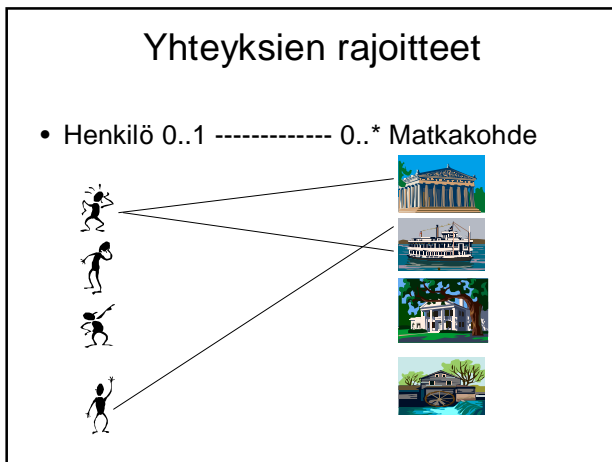 Yhteyksien rajoitteet
• Henkilö 0..1 ------------- 0..* Matkakohde